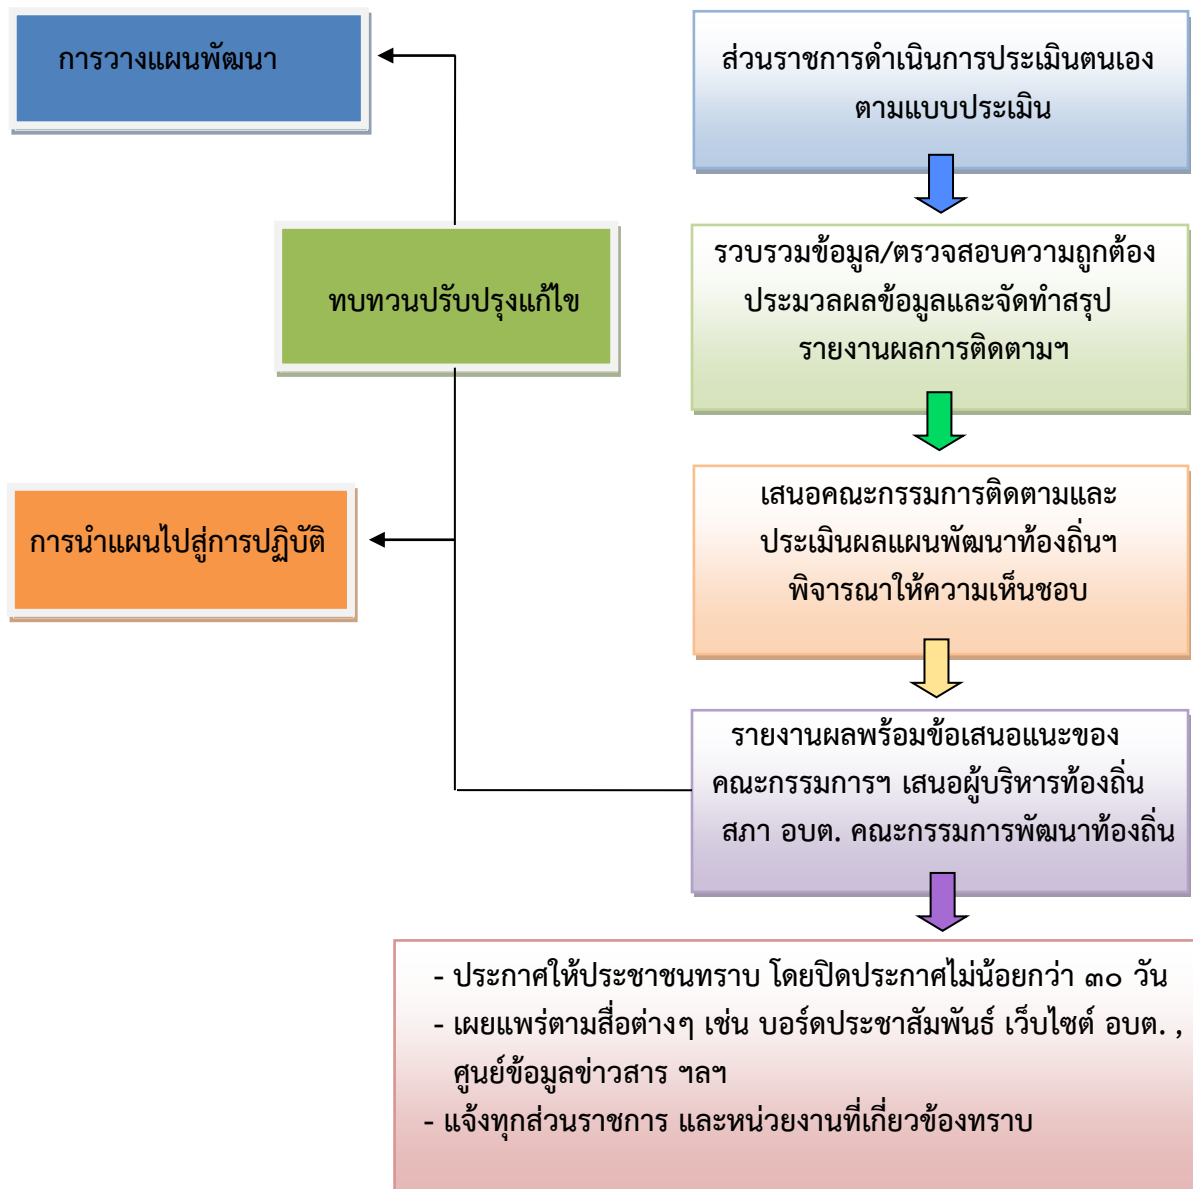 การวางแผนพัฒนา
ส่วนราชการดำเนินการประเมินตนเอง
ตามแบบประเมิน
ทบทวนปรับปรุงแก้ไข
รวบรวมข้อมูล/ตรวจสอบความถูกต้อง
ประมวลผลข้อมูลและจัดทำสรุป
รายงานผลการติดตามฯ
การนำแผนไปสู่การปฏิบัติ
เสนอคณะกรรมการติดตามและ
ประเมินผลแผนพัฒนาท้องถิ่นฯ
พิจารณาให้ความเห็นชอบ
รายงานผลพร้อมข้อเสนอแนะของ
คณะกรรมการฯ เสนอผู้บริหารท้องถิ่น
สภา อบต. คณะกรรมการพัฒนาท้องถิ่น
- ประกาศให้ประชาชนทราบ โดยปิดประกาศไม่น้อยกว่า ๓๐ วัน
- เผยแพร่ตามสื่อต่างๆ เช่น บอร์ดประชาสัมพันธ์ เว็บไซต์ อบต. ,
ศูนย์ข้อมูลข่าวสาร ฯลฯ
- แจ้งทุกส่วนราชการ และหน่วยงานที่เกี่ยวข้องทราบ